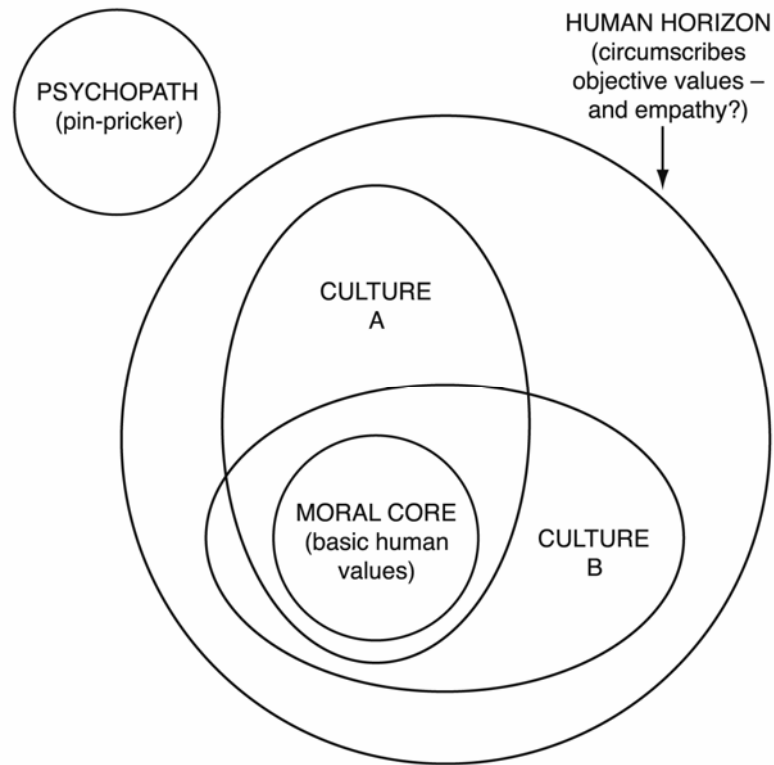 HUMAN HORIZON
(circumscribes
objective values –
and empathy?)
PSYCHOPATH
(pin-pricker)
CULTURE
A
MORAL CORE
(basic human
values)
CULTURE
B